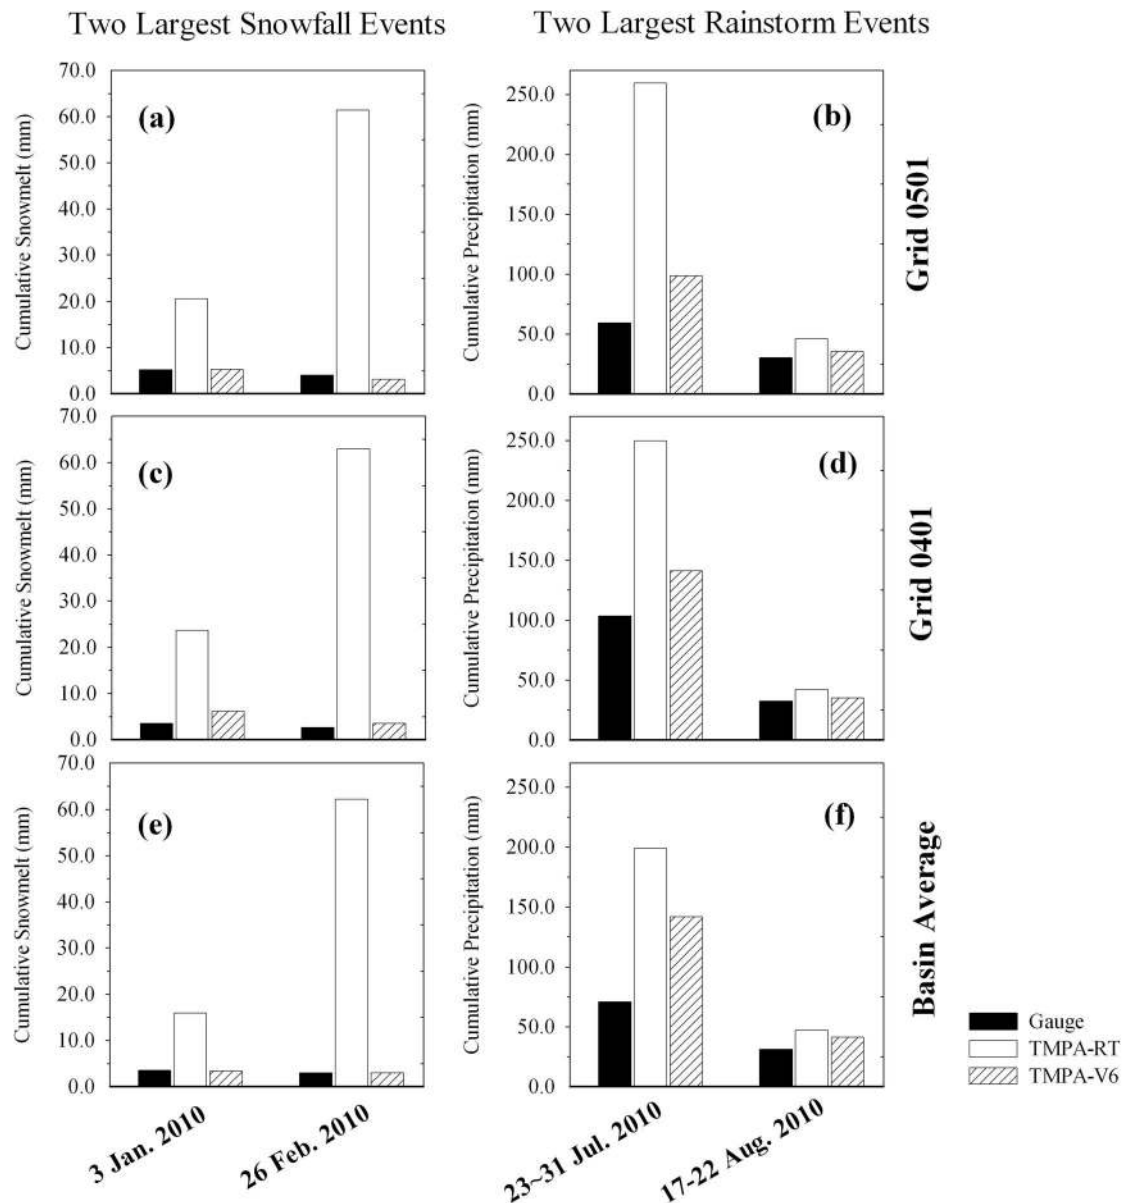 Two Largest Snowfall Events
Two Largest Rainstorm Events
Cumulative Snowmelt (mm)
70.0
60.0
50.0
40.0
30.0
20.0
10.0
0.0
(a)
Cumulative Precipitation (mm)
250.0
200.0
150.0
100.0
50.0
0.0
(b)
Grid 0501
Cumulative Snowmelt (mm)
70.0
60.0
50.0
40.0
30.0
20.0
10.0
0.0
(c)
Cumulative Precipitation (mm)
250.0
200.0
150.0
100.0
50.0
0.0
(d)
Grid 0401
Cumulative Snowmelt (mm)
70.0
60.0
50.0
40.0
30.0
20.0
10.0
0.0
(e)
Cumulative Precipitation (mm)
250.0
200.0
150.0
100.0
50.0
0.0
(f)
Basin Average
3 Jan. 2010
26 Feb. 2010
23~31 Jul. 2010
17-22 Aug. 2010
Gauge
TMPA-RT
TMPA-V6